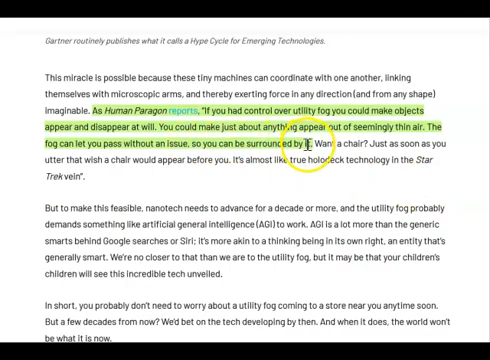 Gartner routinely publishes what it calls a Hype Cycle for Emerging Technologies.
This miracle is possible because these tiny machines can coordinate with one another, linking
themselves with microscopic arms, and thereby exerting force in any direction (and from any shape)
imaginable. As Human Paragon reports, "If you had control over utility fog you could make objects
appear and disappear at will. You could make just about anything appear out of seemingly thin air. The
fog can let you pass without an issue, so you can be surrounded by it. Want a chair? Just as soon as you
utter that wish a chair would appear before you. It's almost like true holodeck technology in the Star
Trek vein".
But to make this feasible, nanotech needs to advance for a decade or more, and the utility fog probably
demands something like artificial general intelligence (AGI) to work. AGI is a lot more than the generic
smarts behind Google searches or Siri; it's more akin to a thinking being in its own right, an entity that's
generally smart. We're no closer to that than we are to the utility fog, but it may be that your children's
children will see this incredible tech unveiled.
In short, you probably don't need to worry about a utility fog coming to a store near you anytime soon.
But a few decades from now? We'd bet on the tech developing by then. And when it does, the world won't
be what it is now.